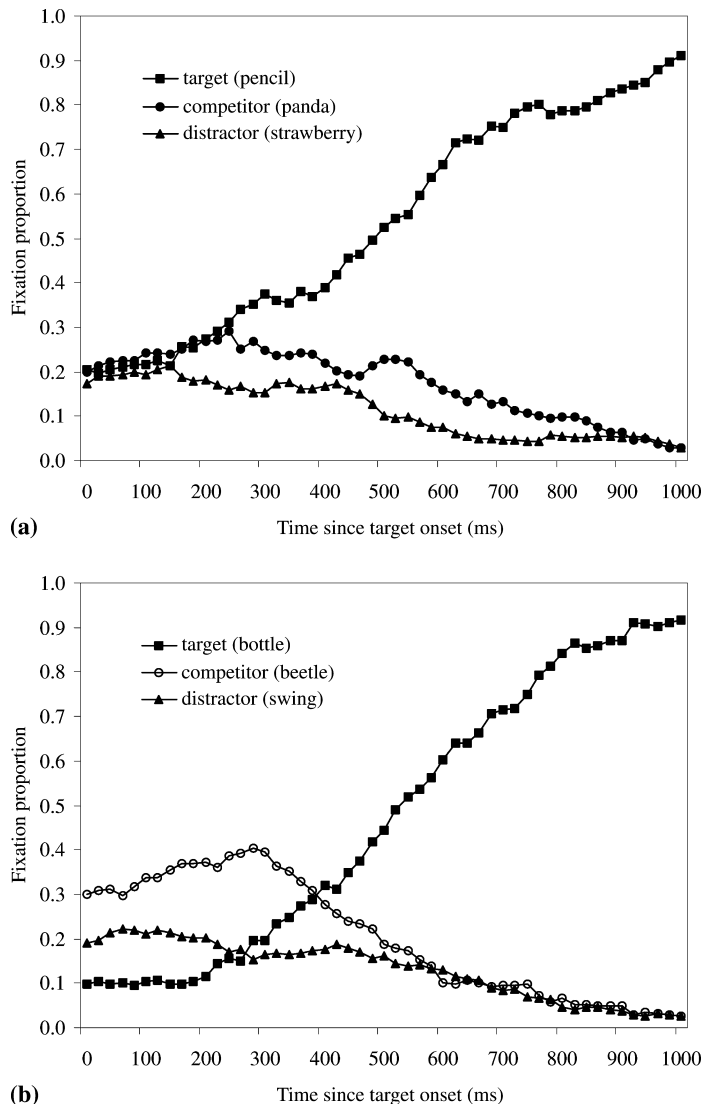 1.0
0.9
target (pencil)
0.8
competitor (panda)
distractor (strawberry)
0.7
0.6
0.5
0.4
0.3
0.2
0.1
0.0
Fixation proportion
0 100 200 300 400 500 600 700 800 900 1000
(a)
Time since target onset (ms)
1.0
0.9
target (bottle)
competitor (beetle)
0.8
distractor (swing)
0.7
0.6
0.5
0.4
0.3
0.2
0.1
0.0
Fixation proportion
0 100 200 300 400 500 600 700 800 900 1000
(b)
Time since target onset (ms)